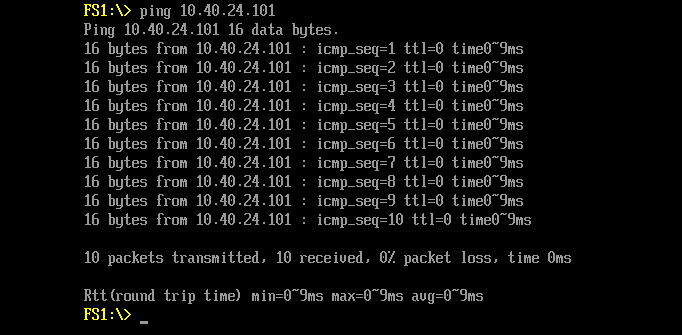 FS1:\> ping 10.40.24.101
Ping 10.40.24.101 16 data bytes.
16 bytes from 10.40.24.101 : icmp_seq=1 ttl=0 time0~9ms
16 bytes from 10.40.24.101 : icmp_seq=2 ttl=0 time0~9ms
16 bytes from 10.40.24.101 : icmp_seq=3 ttl=0 time0~9ms
16 bytes from 10.40.24.101 : icmp_seq=4 ttl=0 time0~9ms
16 bytes from 10.40.24.101 : icmp_seq=5 ttl=0 time0~9ms
16 bytes from 10.40.24.101 : icmp_seq=6 ttl=0 time0~9ms
16 bytes from 10.40.24.101 : icmp_seq=7 ttl=0 time0~9ms
16 bytes from 10.40.24.101 : icmp_seq=8 ttl=0 time0~9ms
16 bytes from 10.40.24.101 : icmp_seq=9 ttl=0 time0~9ms
16 bytes from 10.40.24.101 : icmp_seq=10 ttl=0 time0~9ms
10 packets transmitted, 10 received, 0% packet loss, time 0ms
Rtt(round trip time) min=0~9ms max=0~9ms avg=0~9ms
FS1:\> _